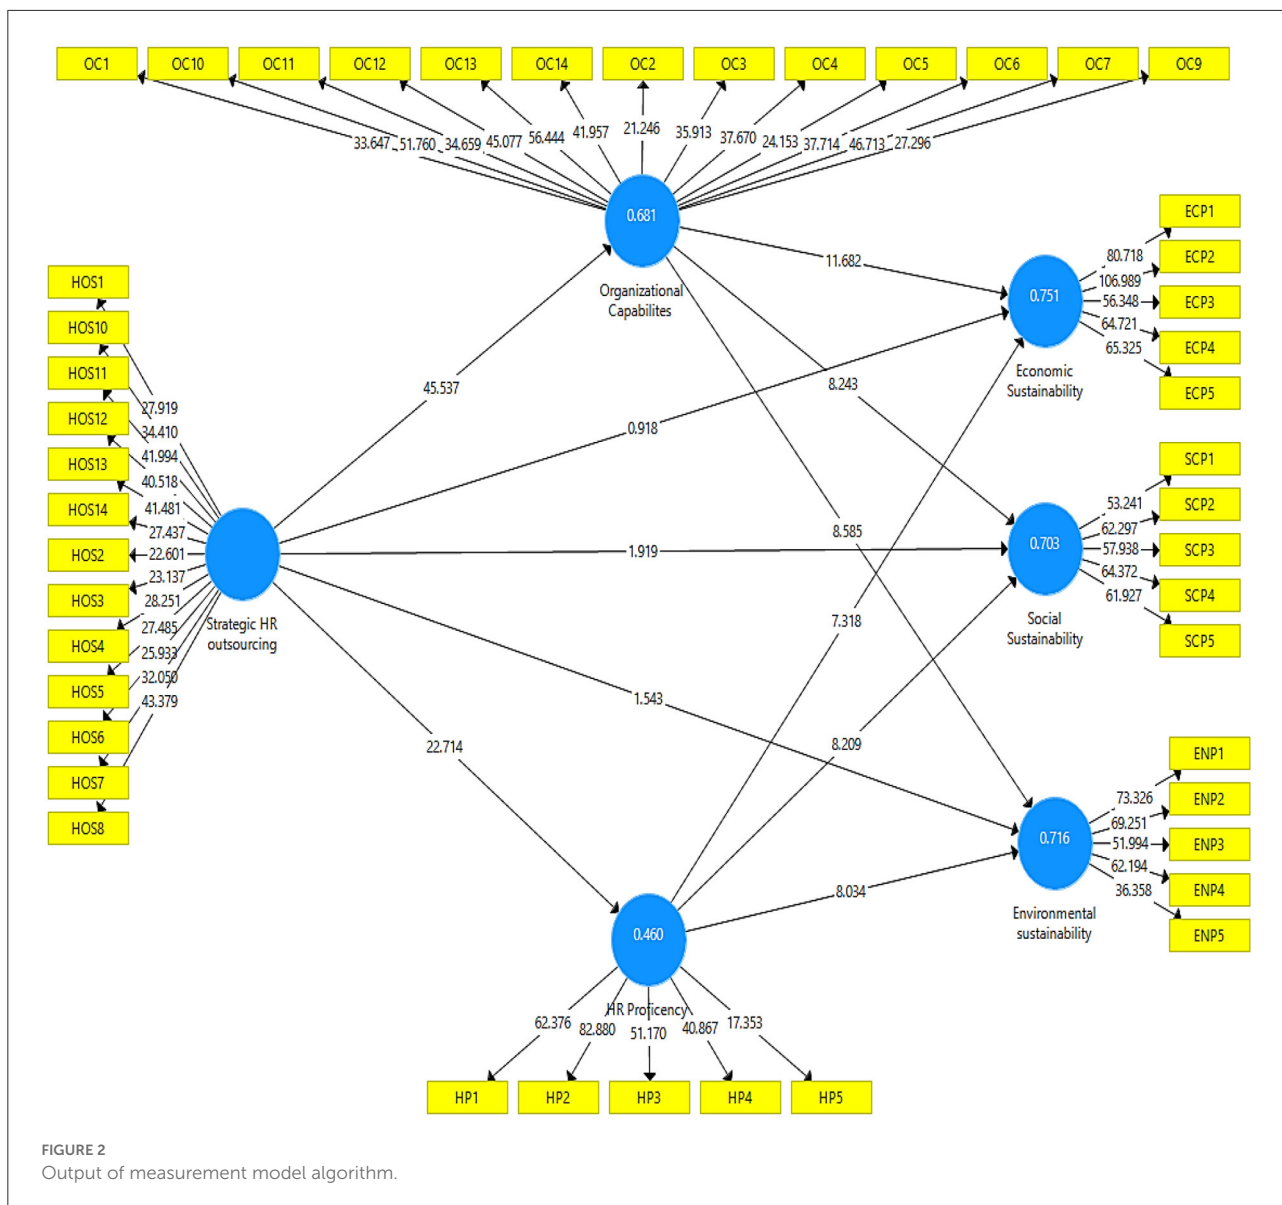 OC1 OC10 OC11 OC12 OC13 OC14 OC2 OC3 OC4 OC5 OC6 OC7 OC9
33.647 51.760 34.659 45.077 56.444 41.957 21.246 35.913 37.670 24.153 37.714 46.713 27.296
0.681
Organizational
Capabilites
HOS1
HOS10
HOS11
HOS12
HOS13
HOS14
HOS2
HOS3
HOS4
HOS5
HOS6
HOS7
HOS8
27.919
34.410
41.994
40.518
41.481
27.437
22.601
23.137
28.251
27.485
25.933
32.050
43.379
Strategic HR
outsourcing
45.537
0.918
1.919
1.543
22.714
11.682
8.243
8.585
7.318
8.209
8.034
0.751
Economic
Sustainability
80.718
106.989
56.348
64.721
65.325
ECP1
ECP2
ECP3
ECP4
ECP5
0.703
Social
Sustainability
53.241
62.297
57.938
64.372
61.927
SCP1
SCP2
SCP3
SCP4
SCP5
0.716
Environmental
sustainability
73.326
69.251
51.994
62.194
36.358
ENP1
ENP2
ENP3
ENP4
ENP5
0.460
HR Proficency
62.376 82.880 51.170 40.867 17.353
HP1 HP2 HP3 HP4 HP5
FIGURE 2
Output of measurement model algorithm.